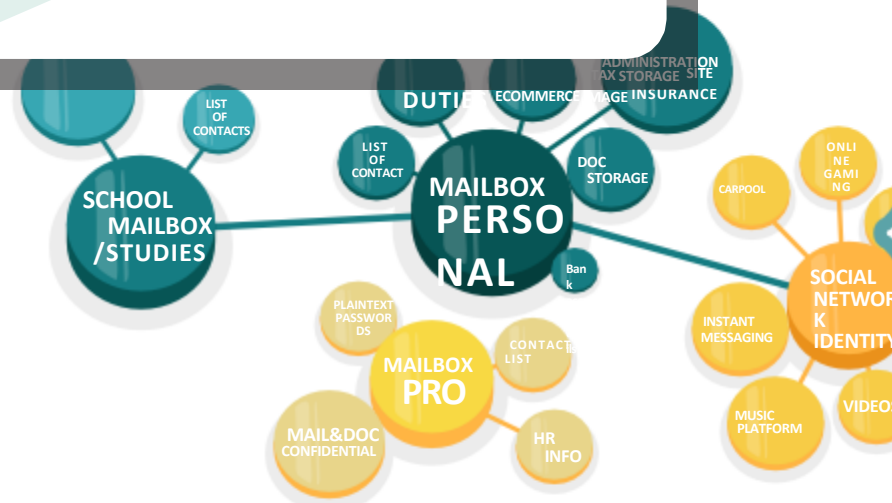 ADMINISTRATION
TAX STORAGE SITE
DUTIE ECOMMERCE IMAGE INSURANCE
LIST
OF
CONTACTS
LIST
OF
CONTACT
DOC
STORAGE
MAILBOX
PERSO
NAL
SCHOOL
MAILBOX
/STUDIES
Ban
k
CARPOOL
ONLI
NE
GAMI
NG
SOCIAL
NETWOR
K
IDENTITY
INSTANT
MESSAGING
MUSIC
PLATFORM
VIDEO
PLAINTEXT
PASSWOR
DS
MAILBOX
PRO
CONTACT
LIST
MAIL&DOC
CONFIDENTIAL
HR
INFO